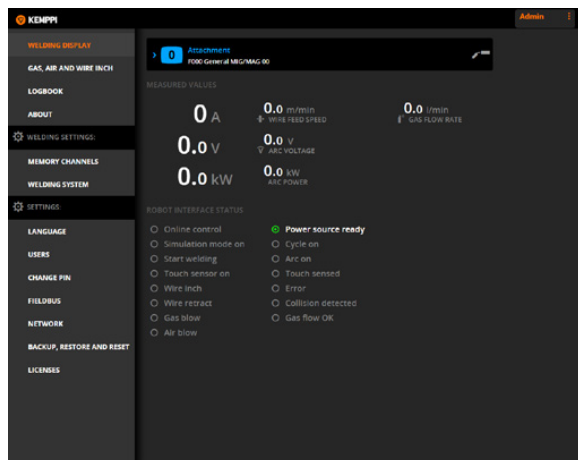 KEMPPI
Admin
WELDING DISPLAY
GAS, AIR AND WIRE INCH
LOGBOOK
ABOUT
WELDING SETTINGS:
MEMORY CHANNELS
WELDING SYSTEM
SETTINGS:
LANGUAGE
USERS
CHANGE PIN
FIELDBUS
NETWORK
BACKUP, RESTORE AND RESET
LICENSES
0
Attachment
F000 General MIG/MAG 00
MEASURED VALUES
0 A
0.0 m/min
WIRE FEED SPEED
0.0 l/min
GAS FLOW RATE
0.0 V
0.0 V
ARC VOLTAGE
0.0 kW
0.0 kW
ARC POWER
ROBOT INTERFACE STATUS
Online control
Power source ready
Simulation mode on
Cycle on
Start welding
Arc on
Touch sensor on
Touch sensed
Wire inch
Error
Wire retract
Collision detected
Gas blow
Gas flow OK
Air blow